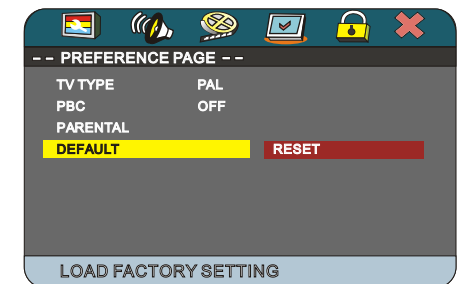 -- PREFERENCE PAGE --
TV TYPE PAL
PBC OFF
PARENTAL
DEFAULT RESET
LOAD FACTORY SETTING